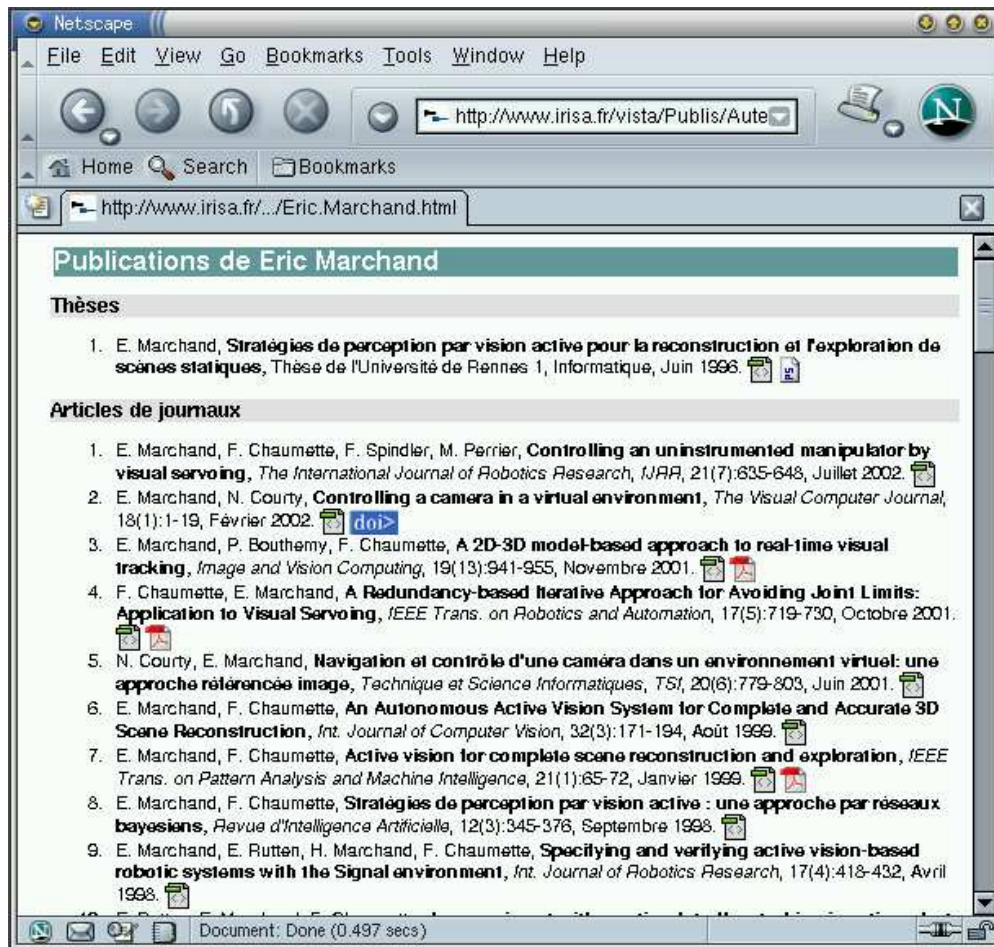 Netscape
File Edit View Go Bookmarks Tools Window Help
http://www.irisa.fr/vista/Publis/Aute
N
Home Search Bookmarks
http://www.irisa.fr/.../Eric.Marchand.html
Publications de Eric Marchand
Thèses
1. E. Marchand, Stratégies de perception par vision active pour la reconstruction et l'exploration de
scènes statiques, Thèse de l'Université de Rennes 1, Informatique, Juin 1996. PS
Articles de journaux
1. E. Marchand, F. Chaumette, F. Spindler, M. Perrier, Controlling an uninstrumented manipulator by
visual servoing, The International Journal of Robotics Research, IJRR, 21(7):635-648, Juillet 2002.
2. E. Marchand, N. Courty, Controlling a camera in a virtual environment, The Visual Computer Journal,
18(1):1-19, Février 2002. doi>
3. E. Marchand, P. Bouthemy, F. Chaumette, A 2D-3D model-based approach to real-time visual
tracking, Image and Vision Computing, 19(13):941-955, Novembre 2001.
4. F. Chaumette, E. Marchand, A Redundancy-based Iterative Approach for Avoiding Joint Limits:
Application to Visual Servoing, IEEE Trans. on Robotics and Automation, 17(5):719-730, Octobre 2001.
5. N. Courty, E. Marchand, Navigation et contrôle d'une caméra dans un environnement virtuel: une
approche référencée image, Technique et Science Informatiques, TSI, 20(6):779-803, Juin 2001.
6. E. Marchand, F. Chaumette, An Autonomous Active Vision System for Complete and Accurate 3D
Scene Reconstruction, Int. Journal of Computer Vision, 32(3):171-194, Août 1999.
7. E. Marchand, F. Chaumette, Active vision for complete scene reconstruction and exploration, IEEE
Trans. on Pattern Analysis and Machine Intelligence, 21(1):65-72, Janvier 1999.
8. E. Marchand, F. Chaumette, Stratégies de perception par vision active : une approche par réseaux
bayesiens, Revue d'Intelligence Artificielle, 12(3):345-376, Septembre 1998.
9. E. Marchand, E. Rutten, H. Marchand, F. Chaumette, Specifying and verifying active vision-based
robotic systems with the Signal environment, Int. Journal of Robotics Research, 17(4):418-432, Avril
1998.
Document: Done (0.497 secs)